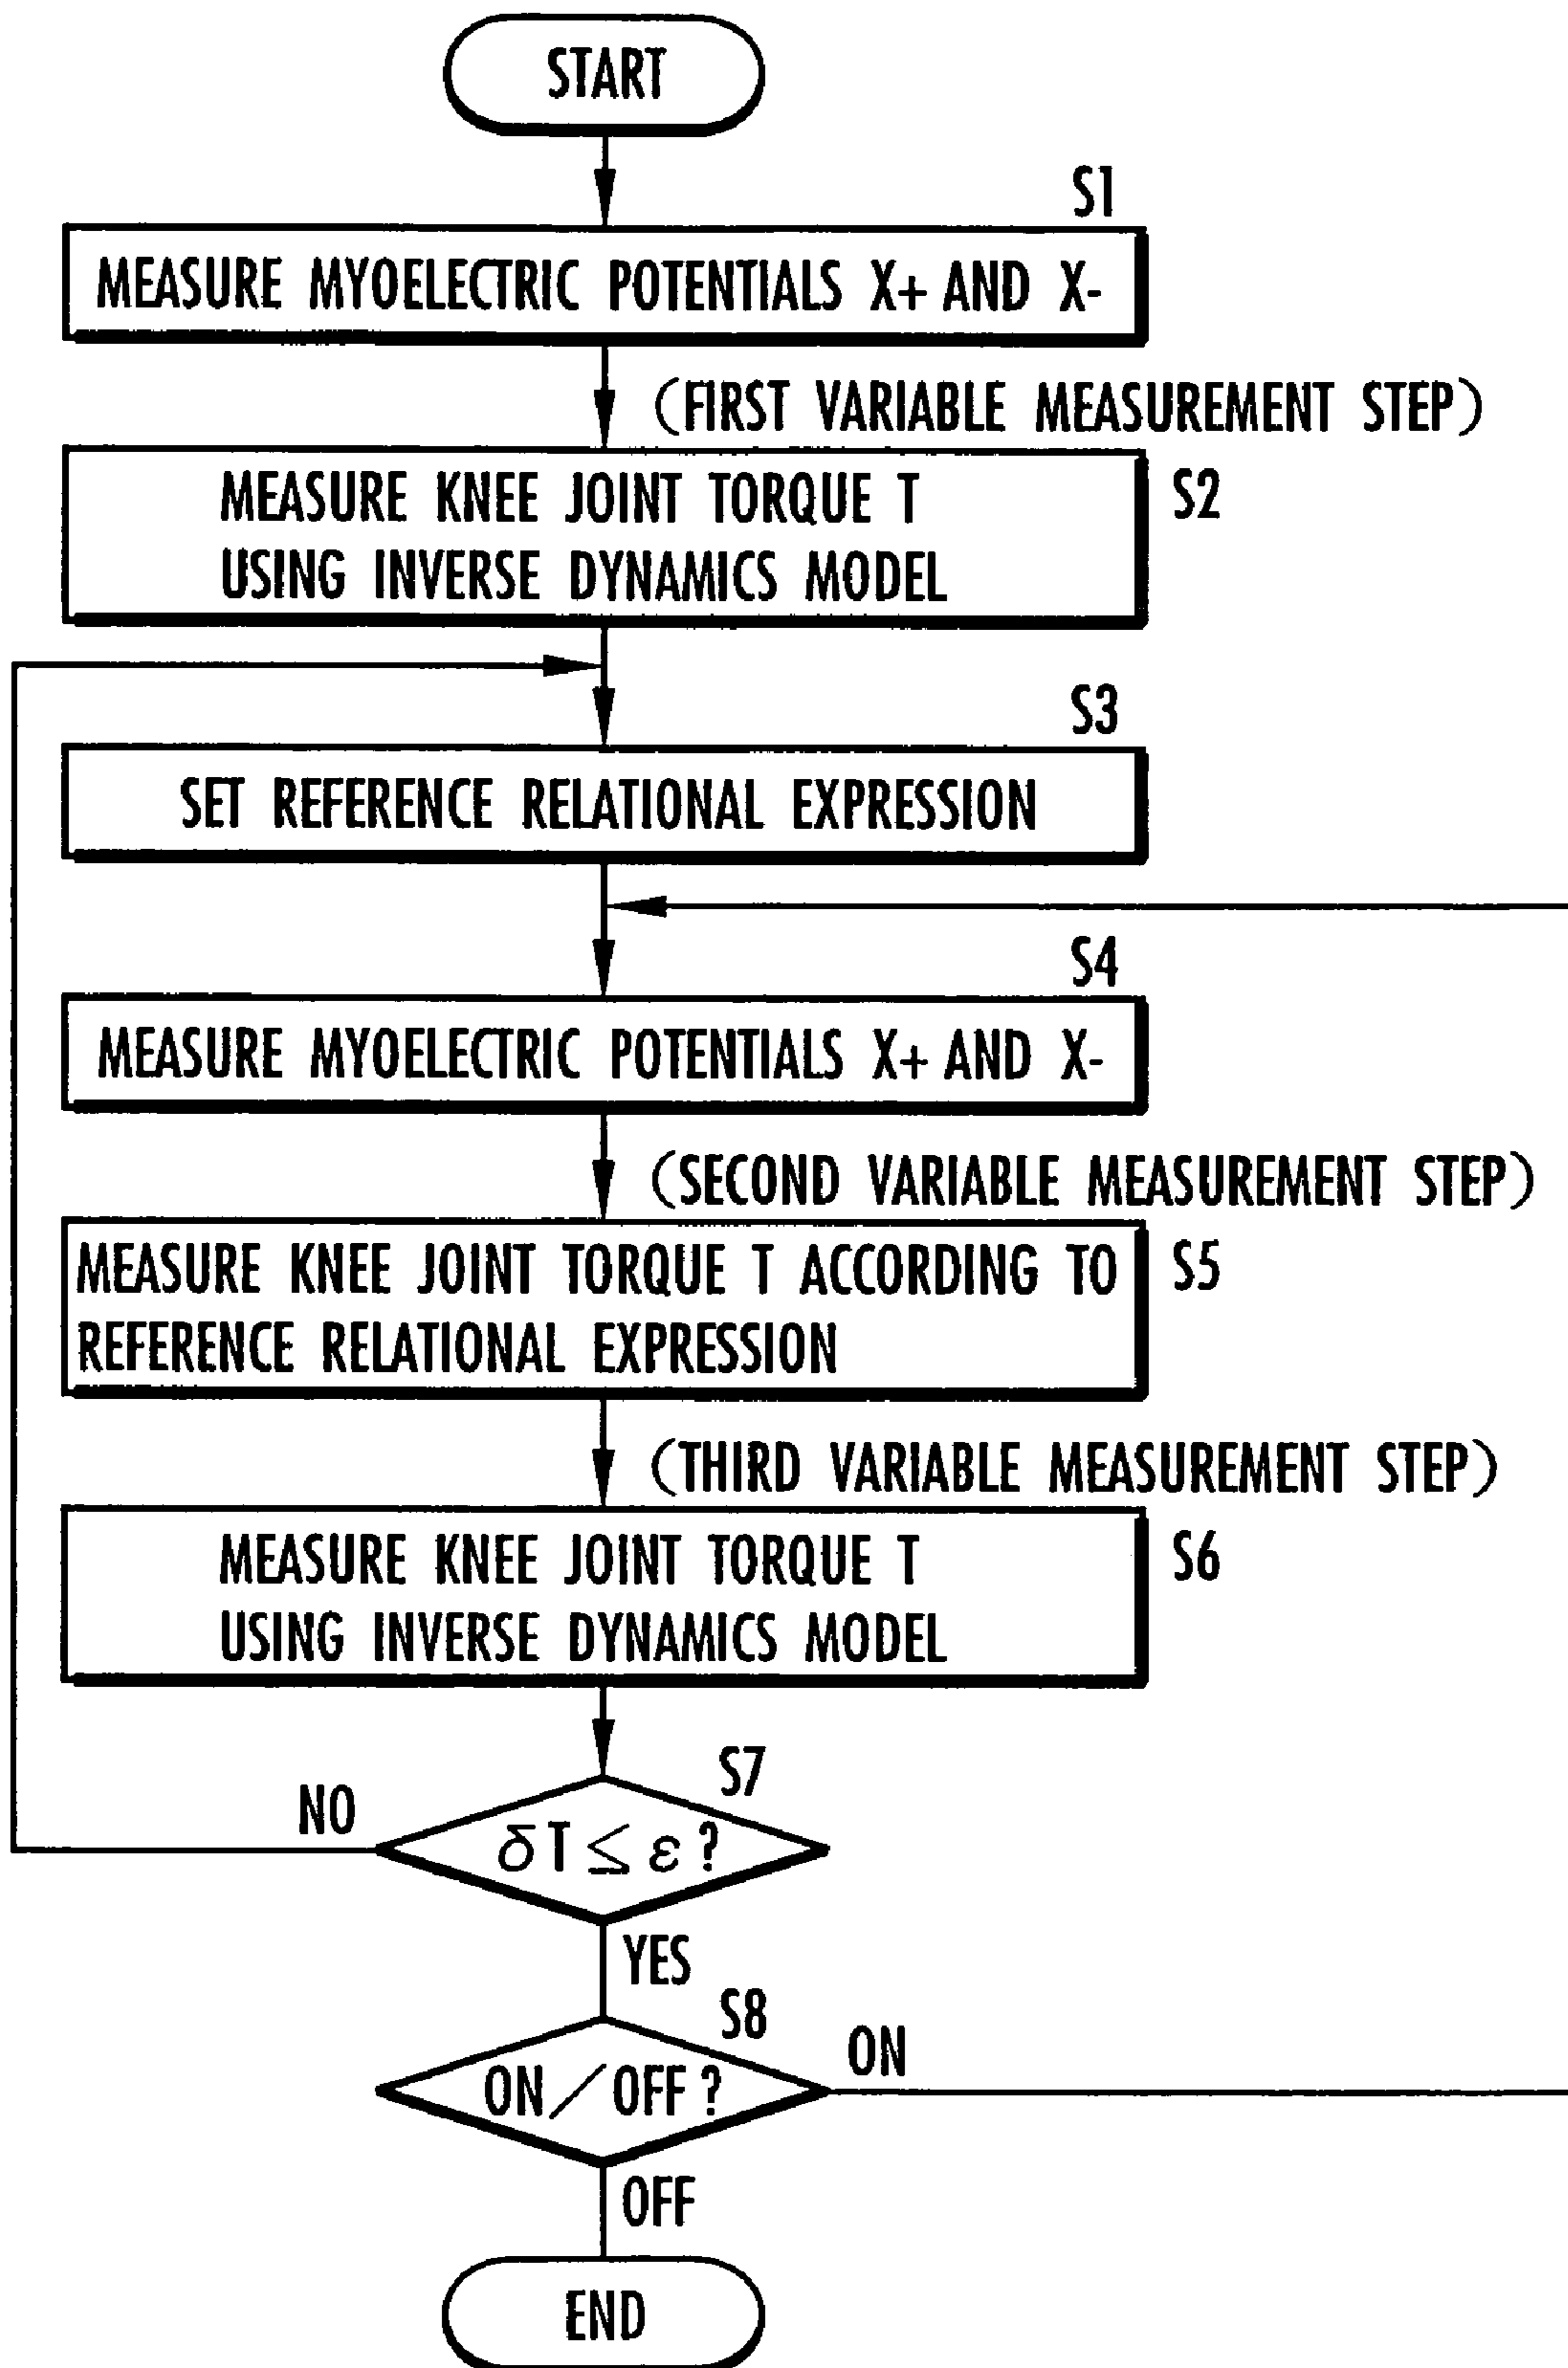 START
S1
MEASURE MYOELECTRIC POTENTIALS X+ AND X-
(FIRST VARIABLE MEASUREMENT STEP)
MEASURE KNEE JOINT TORQUE T
USING INVERSE DYNAMICS MODEL
S2
S3
SET REFERENCE RELATIONAL EXPRESSION
S4
MEASURE MYOELECTRIC POTENTIALS X+ AND X-
(SECOND VARIABLE MEASUREMENT STEP)
MEASURE KNEE JOINT TORQUE T ACCORDING TO
REFERENCE RELATIONAL EXPRESSION
S5
(THIRD VARIABLE MEASUREMENT STEP)
MEASURE KNEE JOINT TORQUE T
USING INVERSE DYNAMICS MODEL
S6
S7
NO
δT≦ε?
YES
S8
ON
ON/OFF?
OFF
END